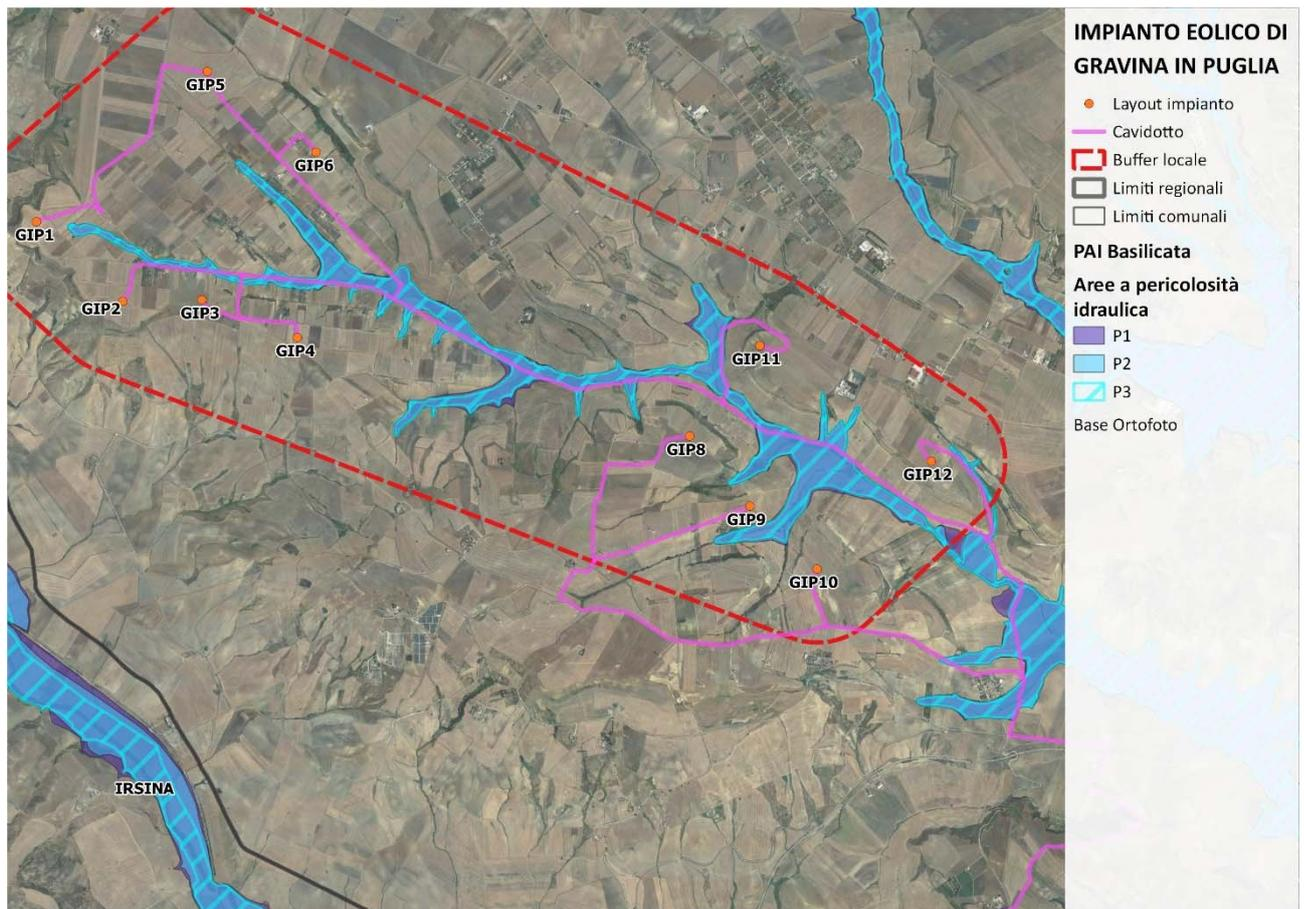 IMPIANTO EOLICO DI
GRAVINA IN PUGLIA
Layout impianto
Cavidotto
Buffer locale
Limiti regionali
Limiti comunali
PAI Basilicata
Aree a pericolosità
idraulica
P1
P2
P3
Base Ortofoto
GIP5
GIP6
GIP1
GIP2
GIP3
GIP4
GIP11
GIP8
GIP12
GIP9
GIP10
IRSINA